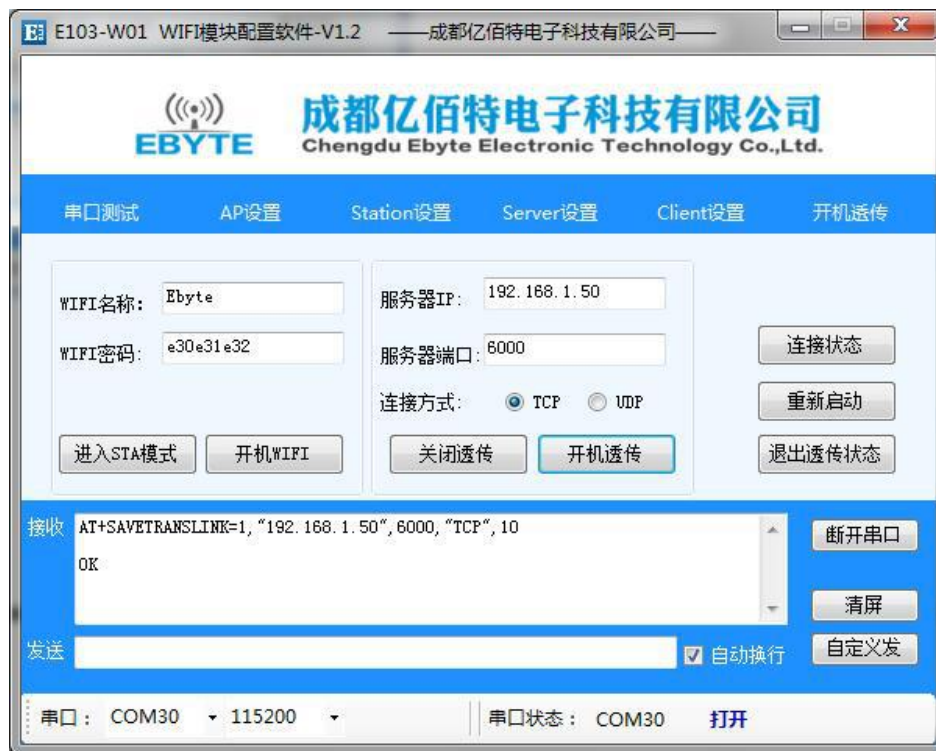 E103-W01 WIFI模块配置软件-V1.2 ——成都亿佰特电子科技有限公司——
EBYTE
成都亿佰特电子科技有限公司
Chengdu Ebyte Electronic Technology Co.,Ltd.
串口测试 AP设置 Station设置 Server设置 Client设置 开机透传
WIFI名称: Ebyte
WIFI密码: e30e31e32
进入STA模式 开机WIFI
服务器IP: 192.168.1.50
服务器端口: 6000
连接方式: TCP UDP
关闭透传 开机透传
连接状态
重新启动
退出透传状态
接收
AT+SAVETRANSLINK=1,"192.168.1.50",6000,"TCP",10
OK
断开串口
清屏
发送 自动换行 自定义发
串口: COM30 115200 串口状态: COM30 打开